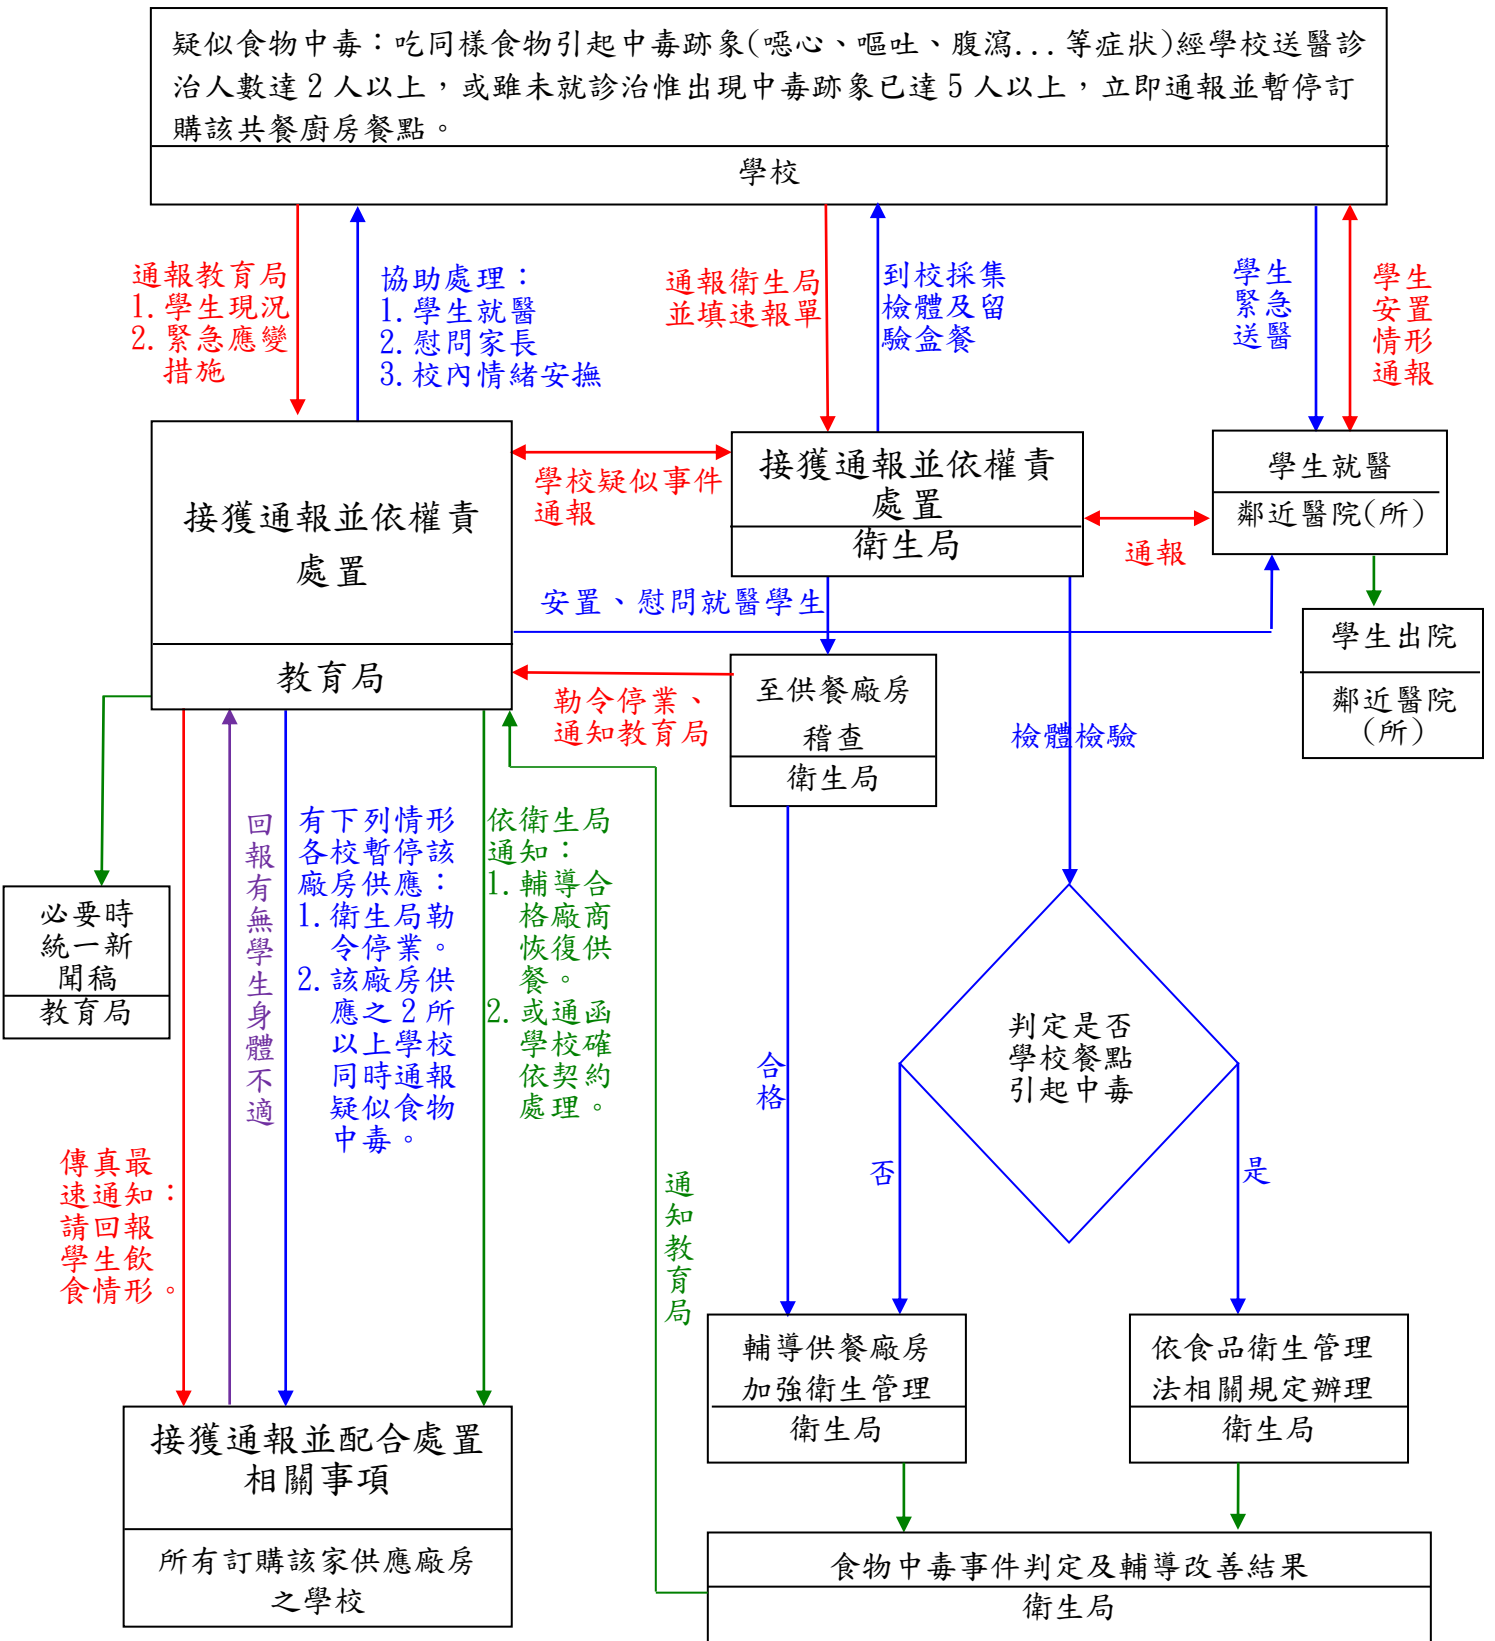 疑似食物中毒：吃同樣食物引起中毒跡象(噁心、嘔吐、腹瀉...等症狀)經學校送醫診
治人數達 2 人以上，或雖未就診治惟出現中毒跡象已達 5 人以上，立即通報並暫停訂
購該共餐廚房餐點。
學校
通報教育局
1.學生現況
2.緊急應變
措施
協助處理：
1.學生就醫
2.慰問家長
3.校內情緒安撫
通報衛生局
並填速報單
到校採集
檢體及留
驗盒餐
學生
緊急
送醫
學生
安置
情形
通報
接獲通報並依權責
處置
教育局
學校疑似事件
通報
接獲通報並依權責
處置
衛生局
通報
學生就醫
鄰近醫院(所)
安置、慰問就醫學生
學生出院
鄰近醫院
(所)
勒令停業、
通知教育局
至供餐廠房
稽查
衛生局
檢體檢驗
必要時
統一新
聞稿
教育局
回報有無學生身體不適
有下列情形
各校暫停該
廠房供應：
1.衛生局勒
令停業。
2.該廠房供
應之 2 所
以上學校
同時通報
疑似食物
中毒。
依衛生局
通知：
1.輔導合
格廠商
恢復供
餐。
2.或通函
學校確
依契約
處理。
合格
判定是否
學校餐點
引起中毒
否
是
傳真最
速通知：
請回報
學生飲
食情形。
通知教育局
輔導供餐廠房
加強衛生管理
衛生局
依食品衛生管理
法相關規定辦理
衛生局
接獲通報並配合處置
相關事項
所有訂購該家供應廠房
之學校
食物中毒事件判定及輔導改善結果
衛生局